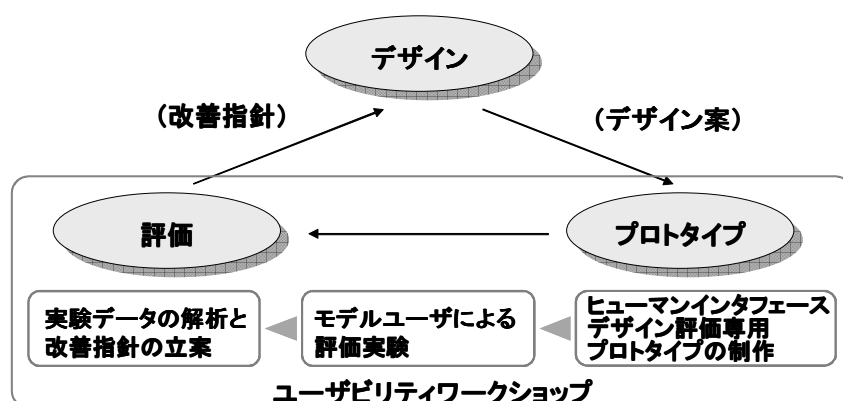 デザイン
(改善指針)
(デザイン案)
評価
プロトタイプ
実験データの解析と
改善指針の立案
モデルユーザによる
評価実験
ヒューマンインタフェース
デザイン評価専用
プロトタイプの制作
ユーザビリティワークショップ